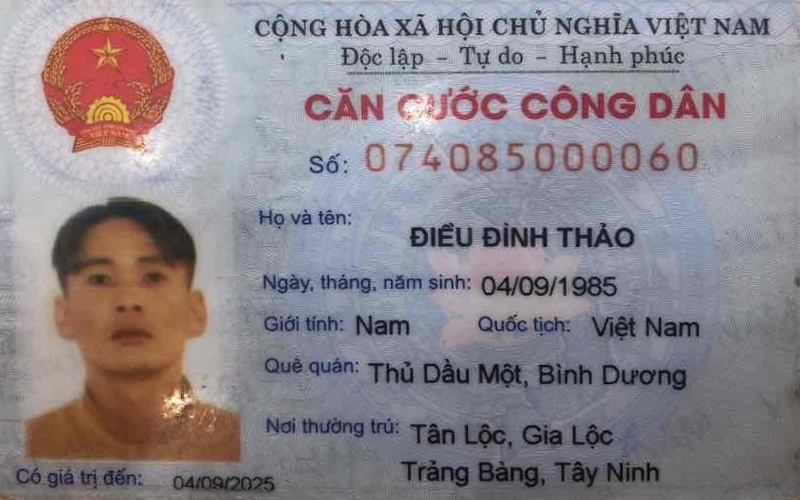 CỘNG HÒA XÃ HỘI CHỦ NGHĨA VIỆT NAM
Độc lập - Tự do - Hạnh phúc
CĂN CƯỚC CÔNG DÂN
Số: 074085000060
Họ và tên:
ĐIỀU ĐÌNH THẢO
Ngày, tháng, năm sinh: 04/09/1985
Giới tính: Nam Quốc tịch: Việt Nam
Quê quán: Thủ Dầu Một, Bình Dương
Nơi thường trú: Tân Lộc, Gia Lộc
Trảng Bàng, Tây Ninh
Có giá trị đến: 04/09/2025